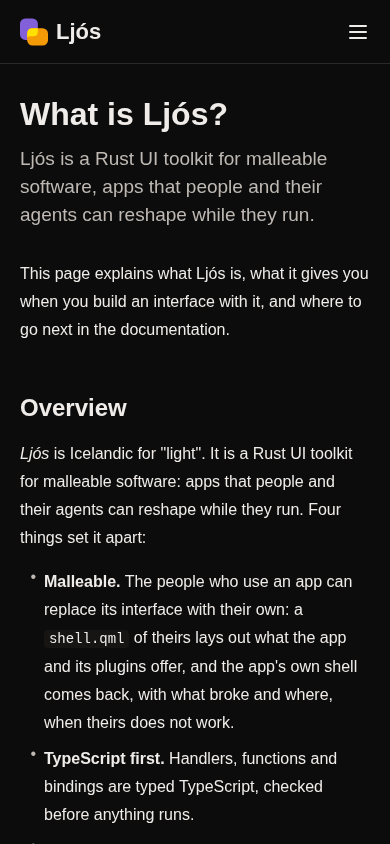 Ljós
What is Ljós?
Ljós is a Rust UI toolkit for malleable
software, apps that people and their
agents can reshape while they run.
This page explains what Ljós is, what it gives you
when you build an interface with it, and where to
go next in the documentation.
Overview
Ljós is Icelandic for "light". It is a Rust UI toolkit
for malleable software: apps that people and
their agents can reshape while they run. Four
things set it apart:
• Malleable. The people who use an app can
replace its interface with their own: a
shell.qml of theirs lays out what the app
and its plugins offer, and the app's own shell
comes back, with what broke and where,
when theirs does not work.
• TypeScript first. Handlers, functions and
bindings are typed TypeScript, checked
before anything runs.